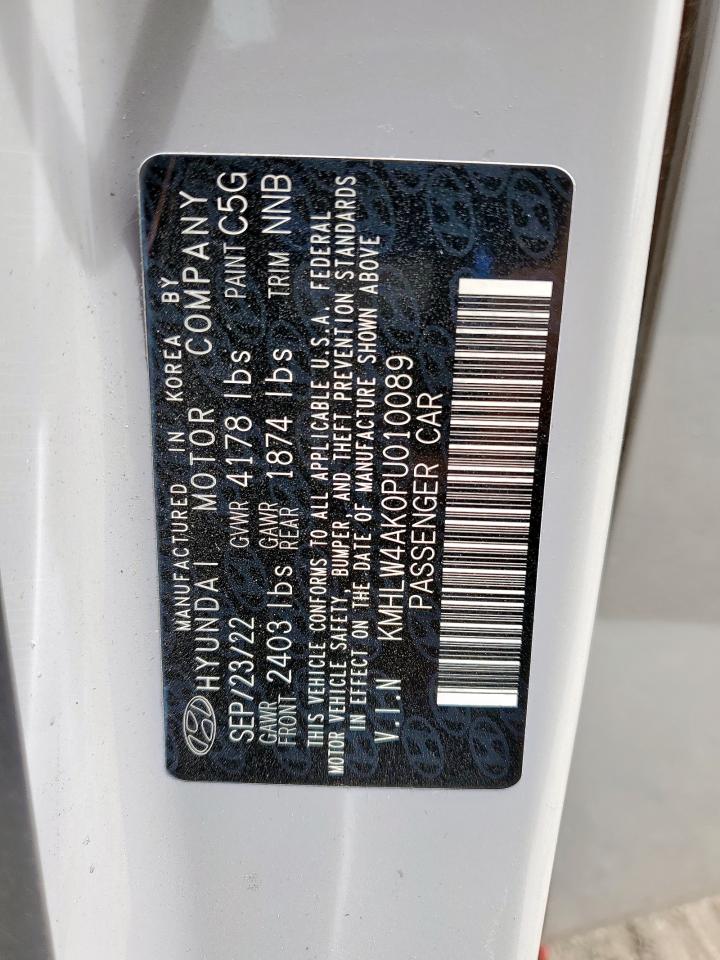 MANUFACTURED IN KOREA BY
HYUNDAI MOTOR COMPANY
SEP/23/22 GVWR 4178 lbs PAINT C5G
GAWR FRONT 2403 lbs GAWR REAR 1874 lbs TRIM NNB
THIS VEHICLE CONFORMS TO ALL APPLICABLE U.S.A. FEDERAL
MOTOR VEHICLE SAFETY, BUMPER, AND THEFT PREVENTION STANDARDS
IN EFFECT ON THE DATE OF MANUFACTURE SHOWN ABOVE
V.I.N KMHLW4AK0PU010089
PASSENGER CAR